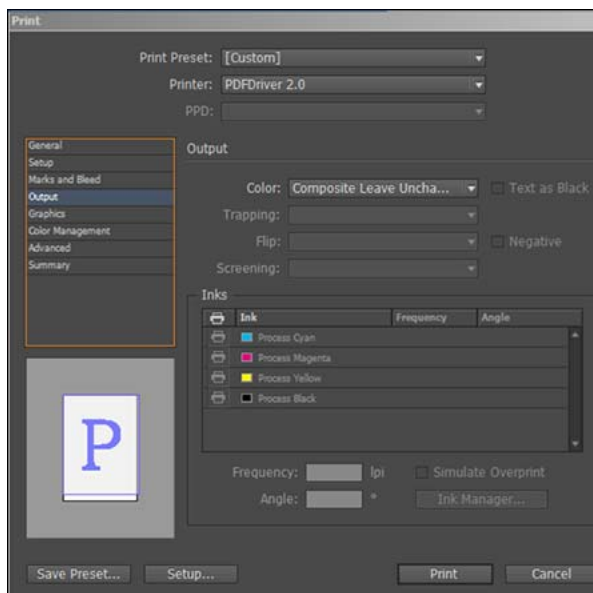 Print
Print Preset: [Custom]
Printer: PDFDriver 2.0
PPD:
General
Setup
Marks and Bleed
Output
Graphics
Color Management
Advanced
Summary
Output
Color: Composite Leave Uncha... Text as Black
Trapping:
Flip: Negative
Screening:
Inks
Ink Frequency Angle
Process Cyan
Process Magenta
Process Yellow
Process Black
Frequency: lpi Simulate Overprint
Angle: ° Ink Manager...
P
Save Preset... Setup... Print Cancel